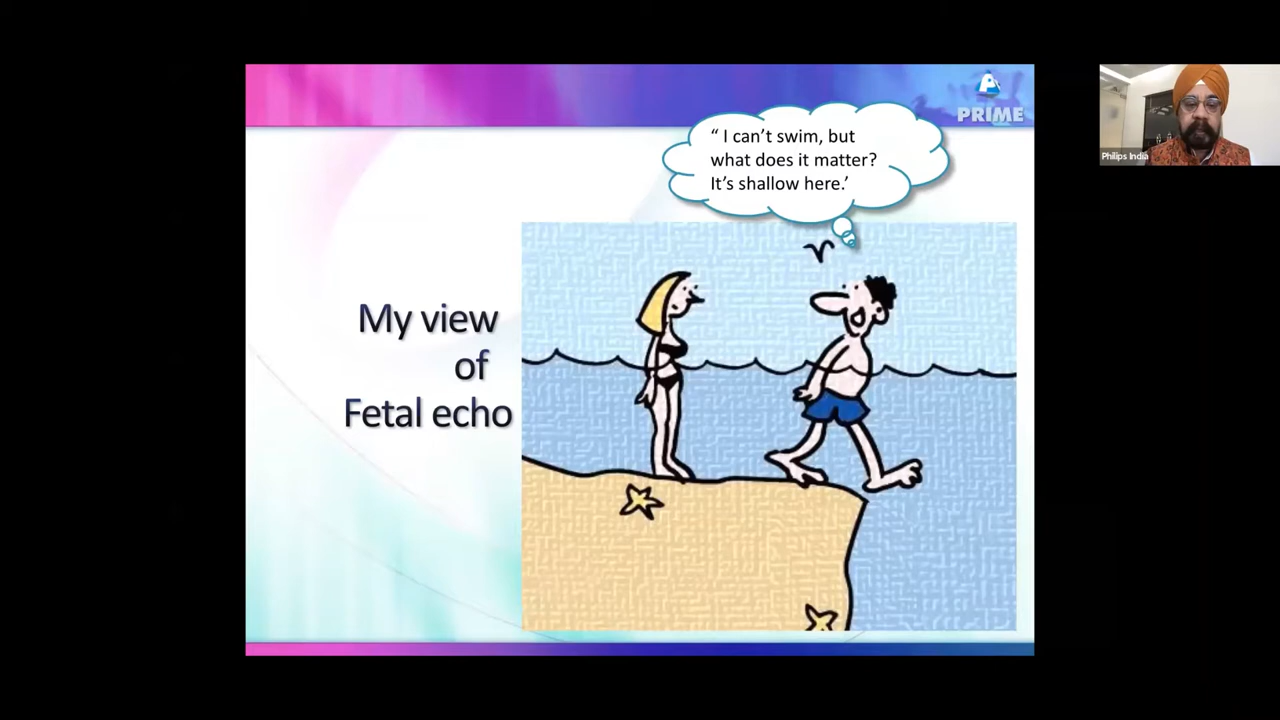 PRIME
“ I can’t swim, but
what does it matter?
It’s shallow here.’
My view
of
Fetal echo
Philips India